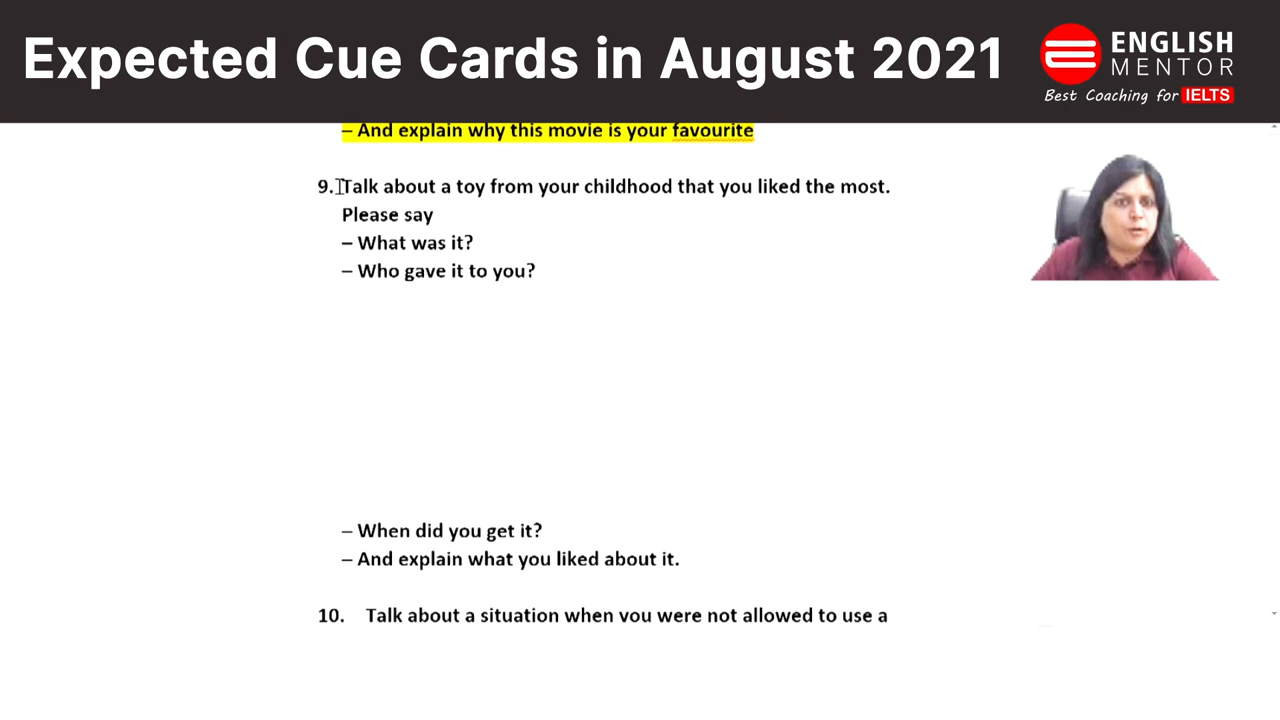 Expected Cue Cards in August 2021
ENGLISH
MENTOR
Best Coaching for IELTS
– And explain why this movie is your favourite
9. Talk about a toy from your childhood that you liked the most.
Please say
– What was it?
– Who gave it to you?
– When did you get it?
– And explain what you liked about it.
10. Talk about a situation when you were not allowed to use a